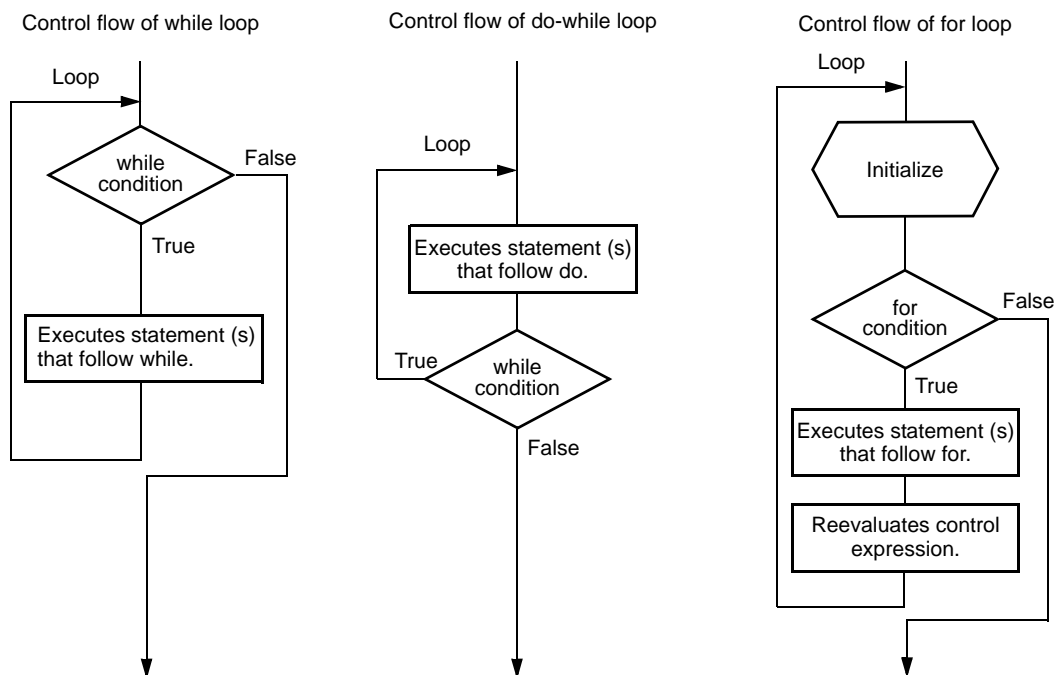 Control flow of while loop
Loop
while
condition
False
True
Executes statement (s)
that follow while.
Control flow of do-while loop
Loop
Executes statement (s)
that follow do.
True
while
condition
False
Control flow of for loop
Loop
Initialize
for
condition
False
True
Executes statement (s)
that follow for.
Reevaluates control
expression.